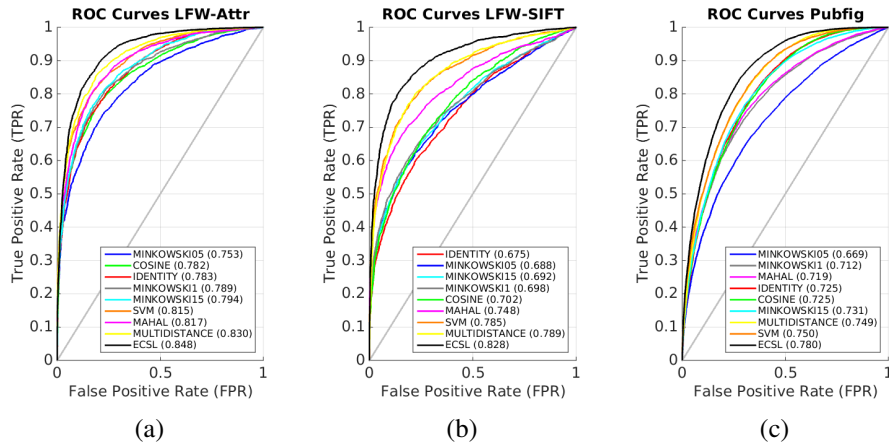 ROC Curves LFW-Attr
True Positive Rate (TPR)
1
0.9
0.8
0.7
0.6
0.5
0.4
0.3
0.2
0.1
0
MINKOWSKI05 (0.753)
COSINE (0.782)
IDENTITY (0.783)
MINKOWSKI1 (0.789)
MINKOWSKI15 (0.794)
SVM (0.815)
MAHAL (0.817)
MULTIDISTANCE (0.830)
ECSL (0.848)
0 0.5 1
False Positive Rate (FPR)
(a)
ROC Curves LFW-SIFT
True Positive Rate (TPR)
1
0.9
0.8
0.7
0.6
0.5
0.4
0.3
0.2
0.1
0
IDENTITY (0.675)
MINKOWSKI05 (0.688)
MINKOWSKI15 (0.692)
MINKOWSKI1 (0.698)
COSINE (0.702)
MAHAL (0.748)
SVM (0.785)
MULTIDISTANCE (0.789)
ECSL (0.828)
0 0.5 1
False Positive Rate (FPR)
(b)
ROC Curves Pubfig
True Positive Rate (TPR)
1
0.9
0.8
0.7
0.6
0.5
0.4
0.3
0.2
0.1
0
MINKOWSKI05 (0.669)
MINKOWSKI1 (0.712)
MAHAL (0.719)
IDENTITY (0.725)
COSINE (0.725)
MINKOWSKI15 (0.731)
MULTIDISTANCE (0.749)
SVM (0.750)
ECSL (0.780)
0 0.5 1
False Positive Rate (FPR)
(c)